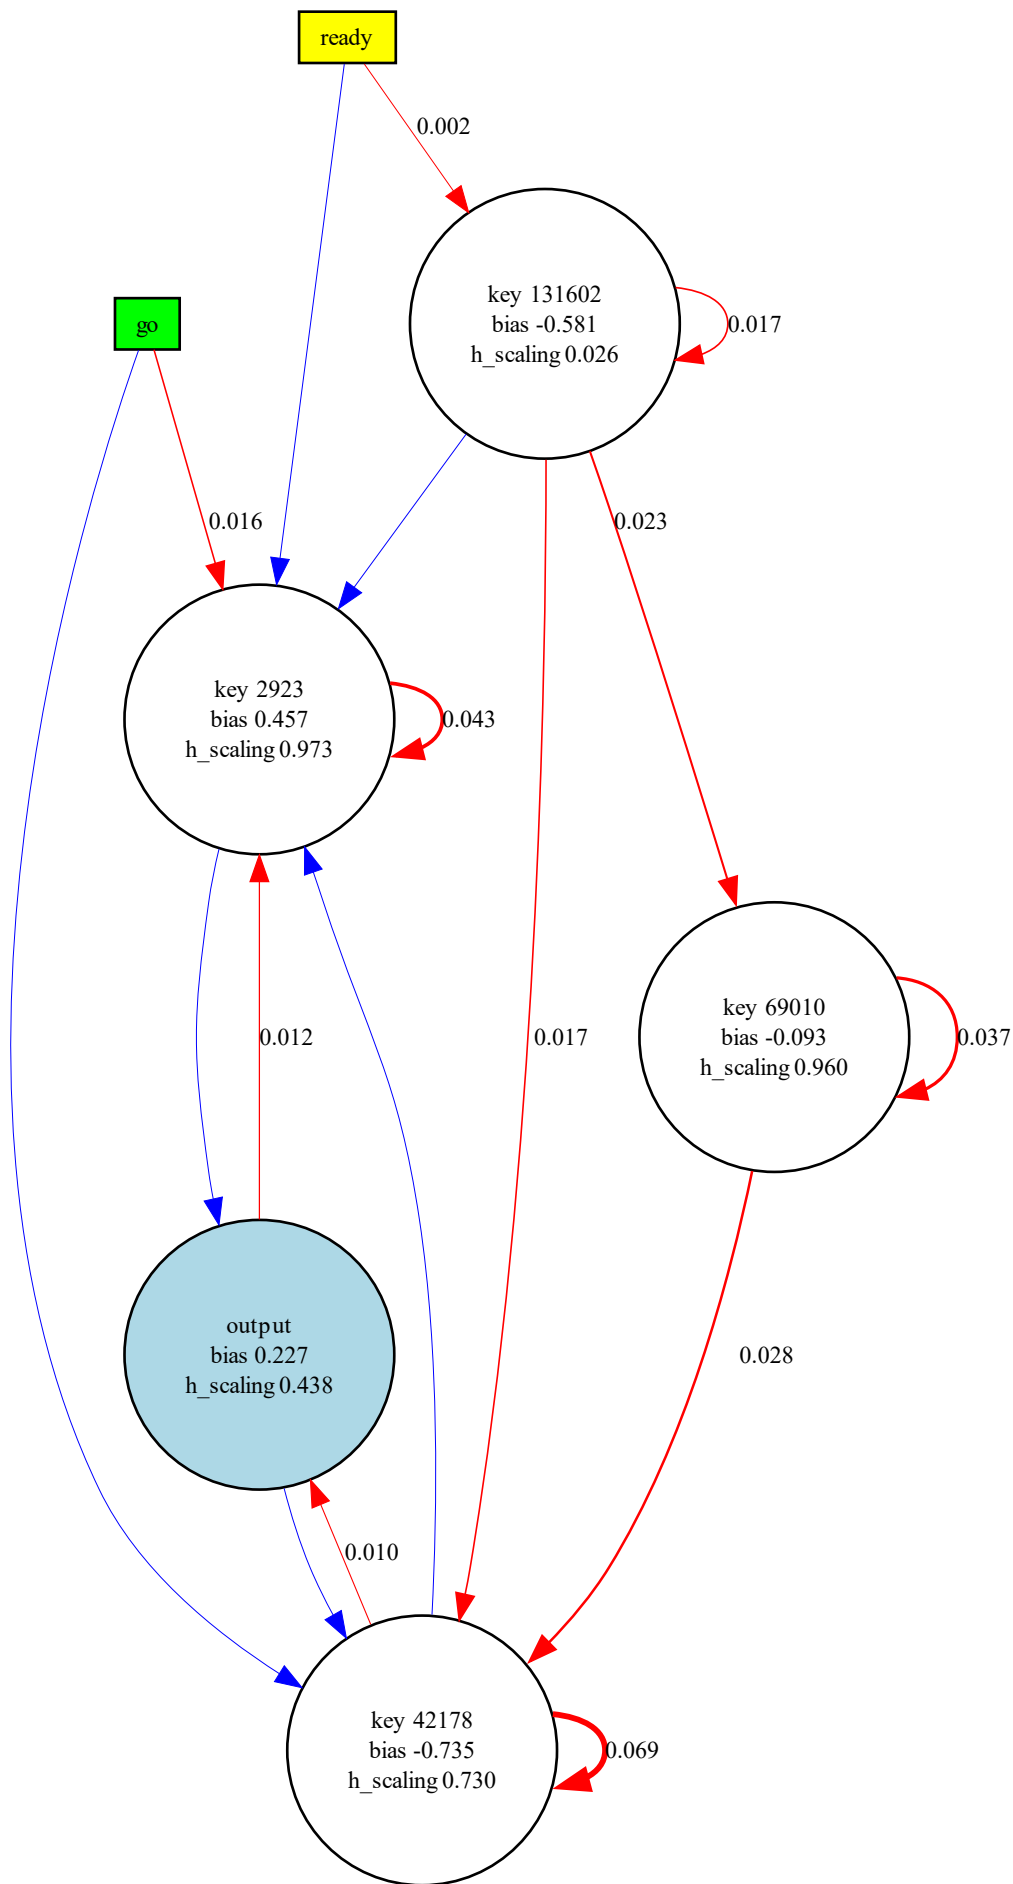 ready
0.002
key 131602
bias -0.581
h_scaling 0.026
0.017
go
0.016
0.023
key 2923
bias 0.457
h_scaling 0.973
0.043
key 69010
bias -0.093
h_scaling 0.960
0.012
0.017
0.037
output
bias 0.227
h_scaling 0.438
0.028
0.010
key 42178
bias -0.735
h_scaling 0.730
0.069